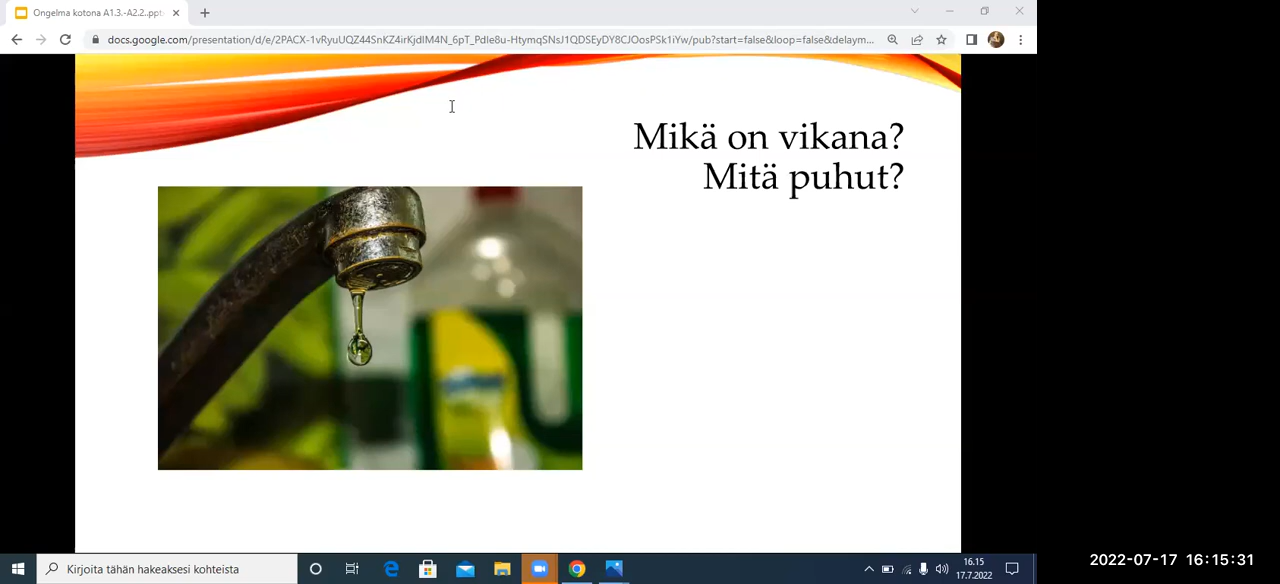 Ongelma kotona A1.3.-A2.2..ppt
docs.google.com/presentation/d/e/2PACX-1vRyuUQZ44SnKZ4irKjdIM4N_6pT_PdIe8u-HtymqSNsJ1QDSEyDY8CJOosPSk1iYw/pub?start=false&loop=false&delaym...
Mikä on vikana?
Mitä puhut?
Kirjoita tähän hakeaksesi kohteista
16.15
17.7.2022
2022-07-17 16:15:31